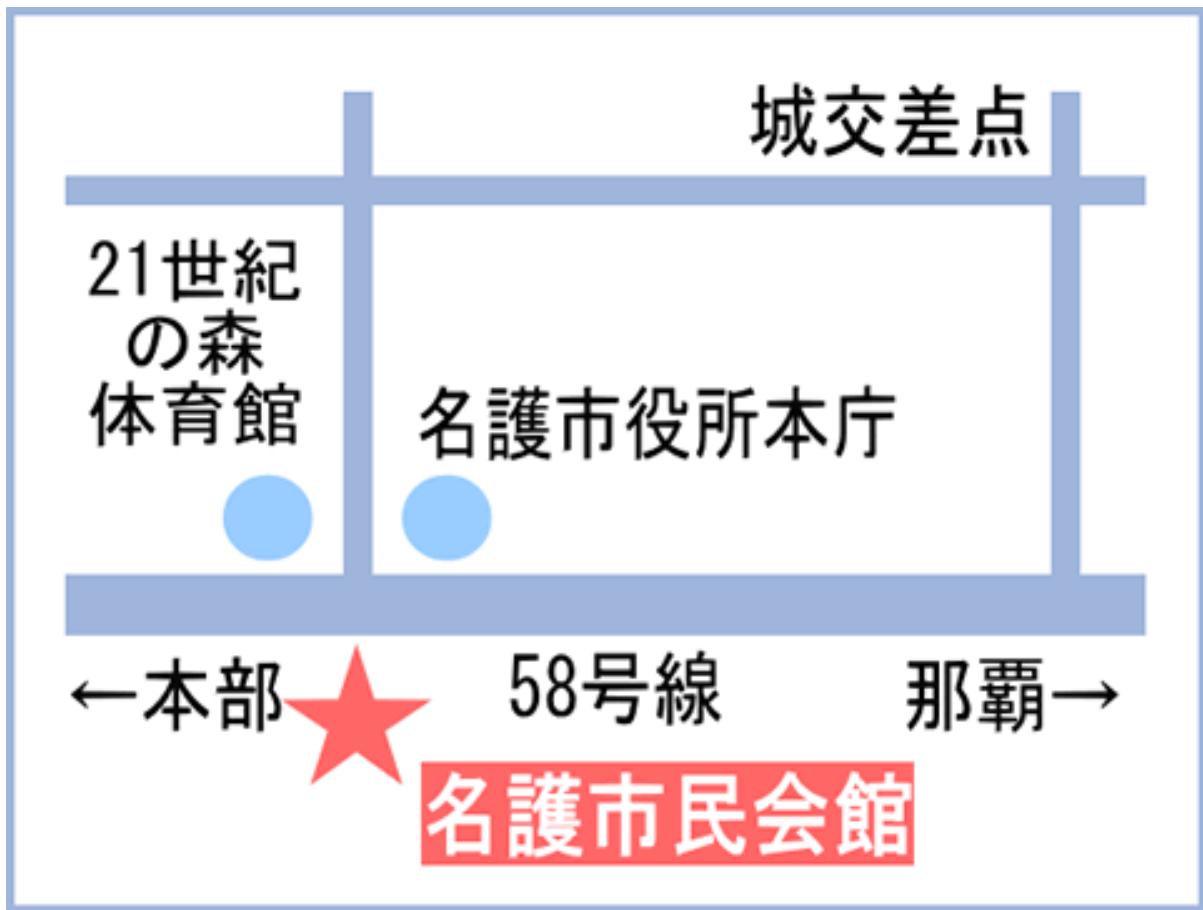 城交差点
21世紀
の森
体育館
名護市役所本庁
←本部
58号線
那覇→
名護市民会館